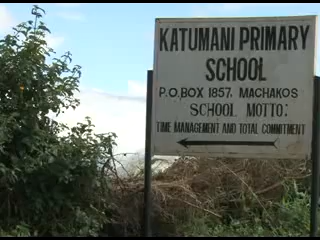 KATUMANI PRIMARY
SCHOOL
P.O.BOX 1857, MACHAKOS
SCHOOL MOTTO:
TIME MANAGEMENT AND TOTAL COMMITMENT